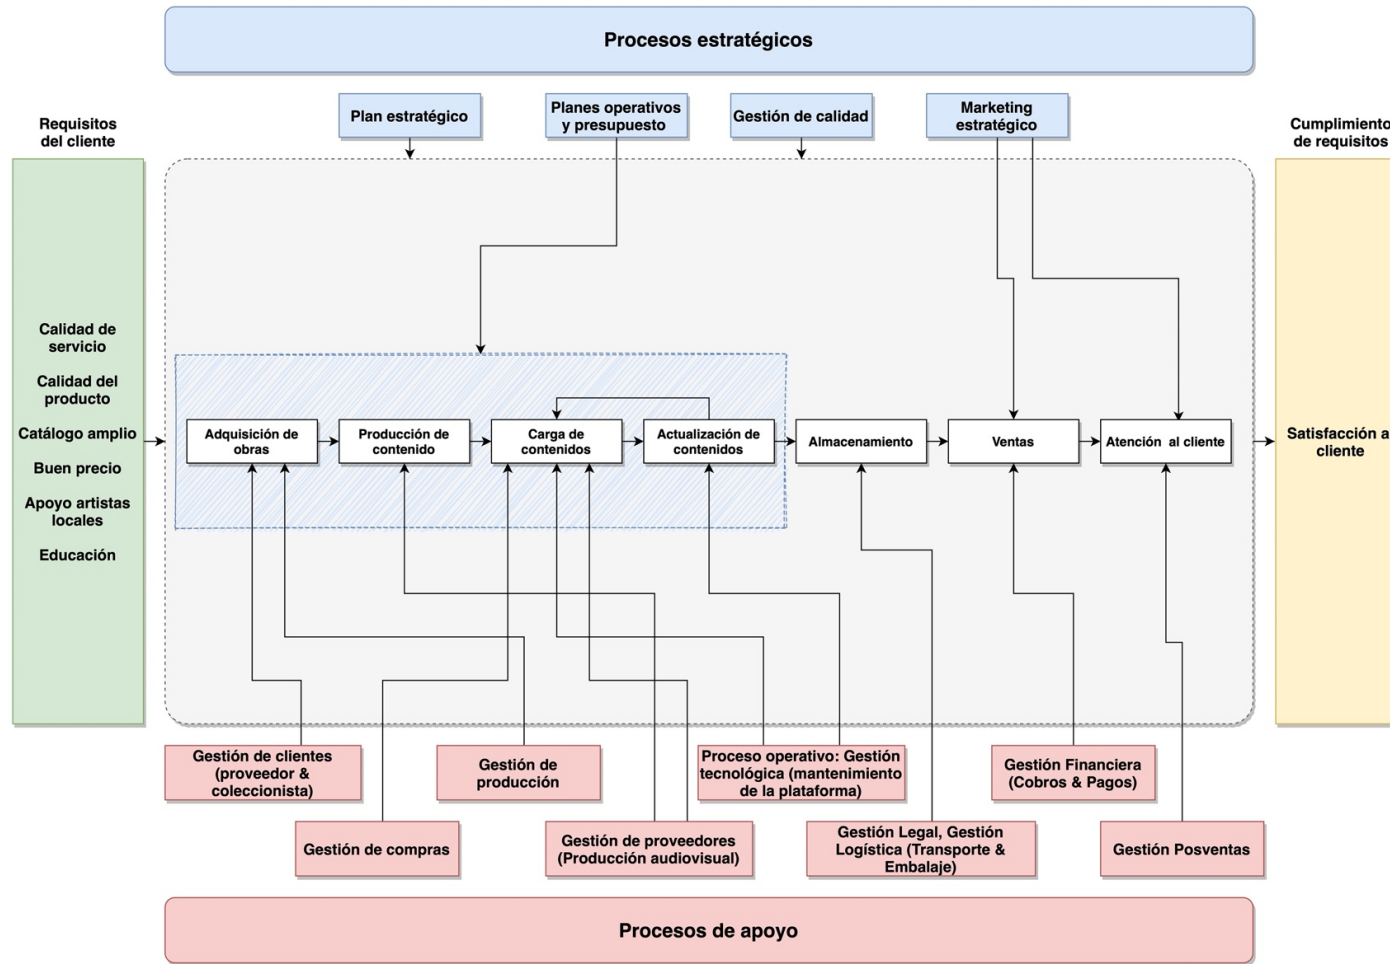 Procesos estratégicos
Plan estratégico
Planes operativos
y presupuesto
Gestión de calidad
Marketing
estratégico
Requisitos
del cliente
Cumplimiento
de requisitos
Calidad de
servicio
Calidad del
producto
Catálogo amplio
Buen precio
Apoyo artistas
locales
Educación
Adquisición de
obras
Producción de
contenido
Carga de
contenidos
Actualización de
contenidos
Almacenamiento
Ventas
Atención al cliente
Satisfacción a
cliente
Gestión de clientes
(proveedor &
coleccionista)
Gestión de
producción
Proceso operativo: Gestión
tecnológica (mantenimiento
de la plataforma)
Gestión Financiera
(Cobros & Pagos)
Gestión de compras
Gestión de proveedores
(Producción audiovisual)
Gestión Legal, Gestión
Logística (Transporte &
Embalaje)
Gestión Posventas
Procesos de apoyo